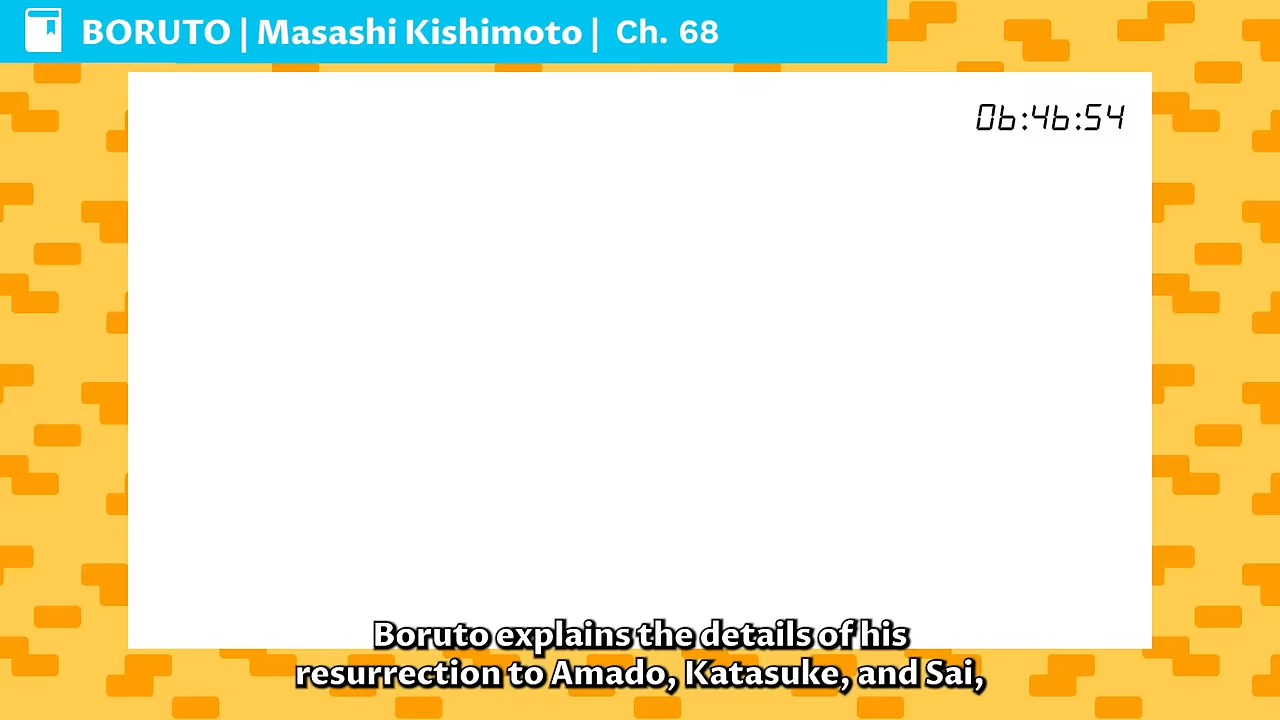 BORUTO | Masashi Kishimoto | Ch. 68
06:46:54
Boruto explains the details of his
resurrection to Amado, Katasuke, and Sai,